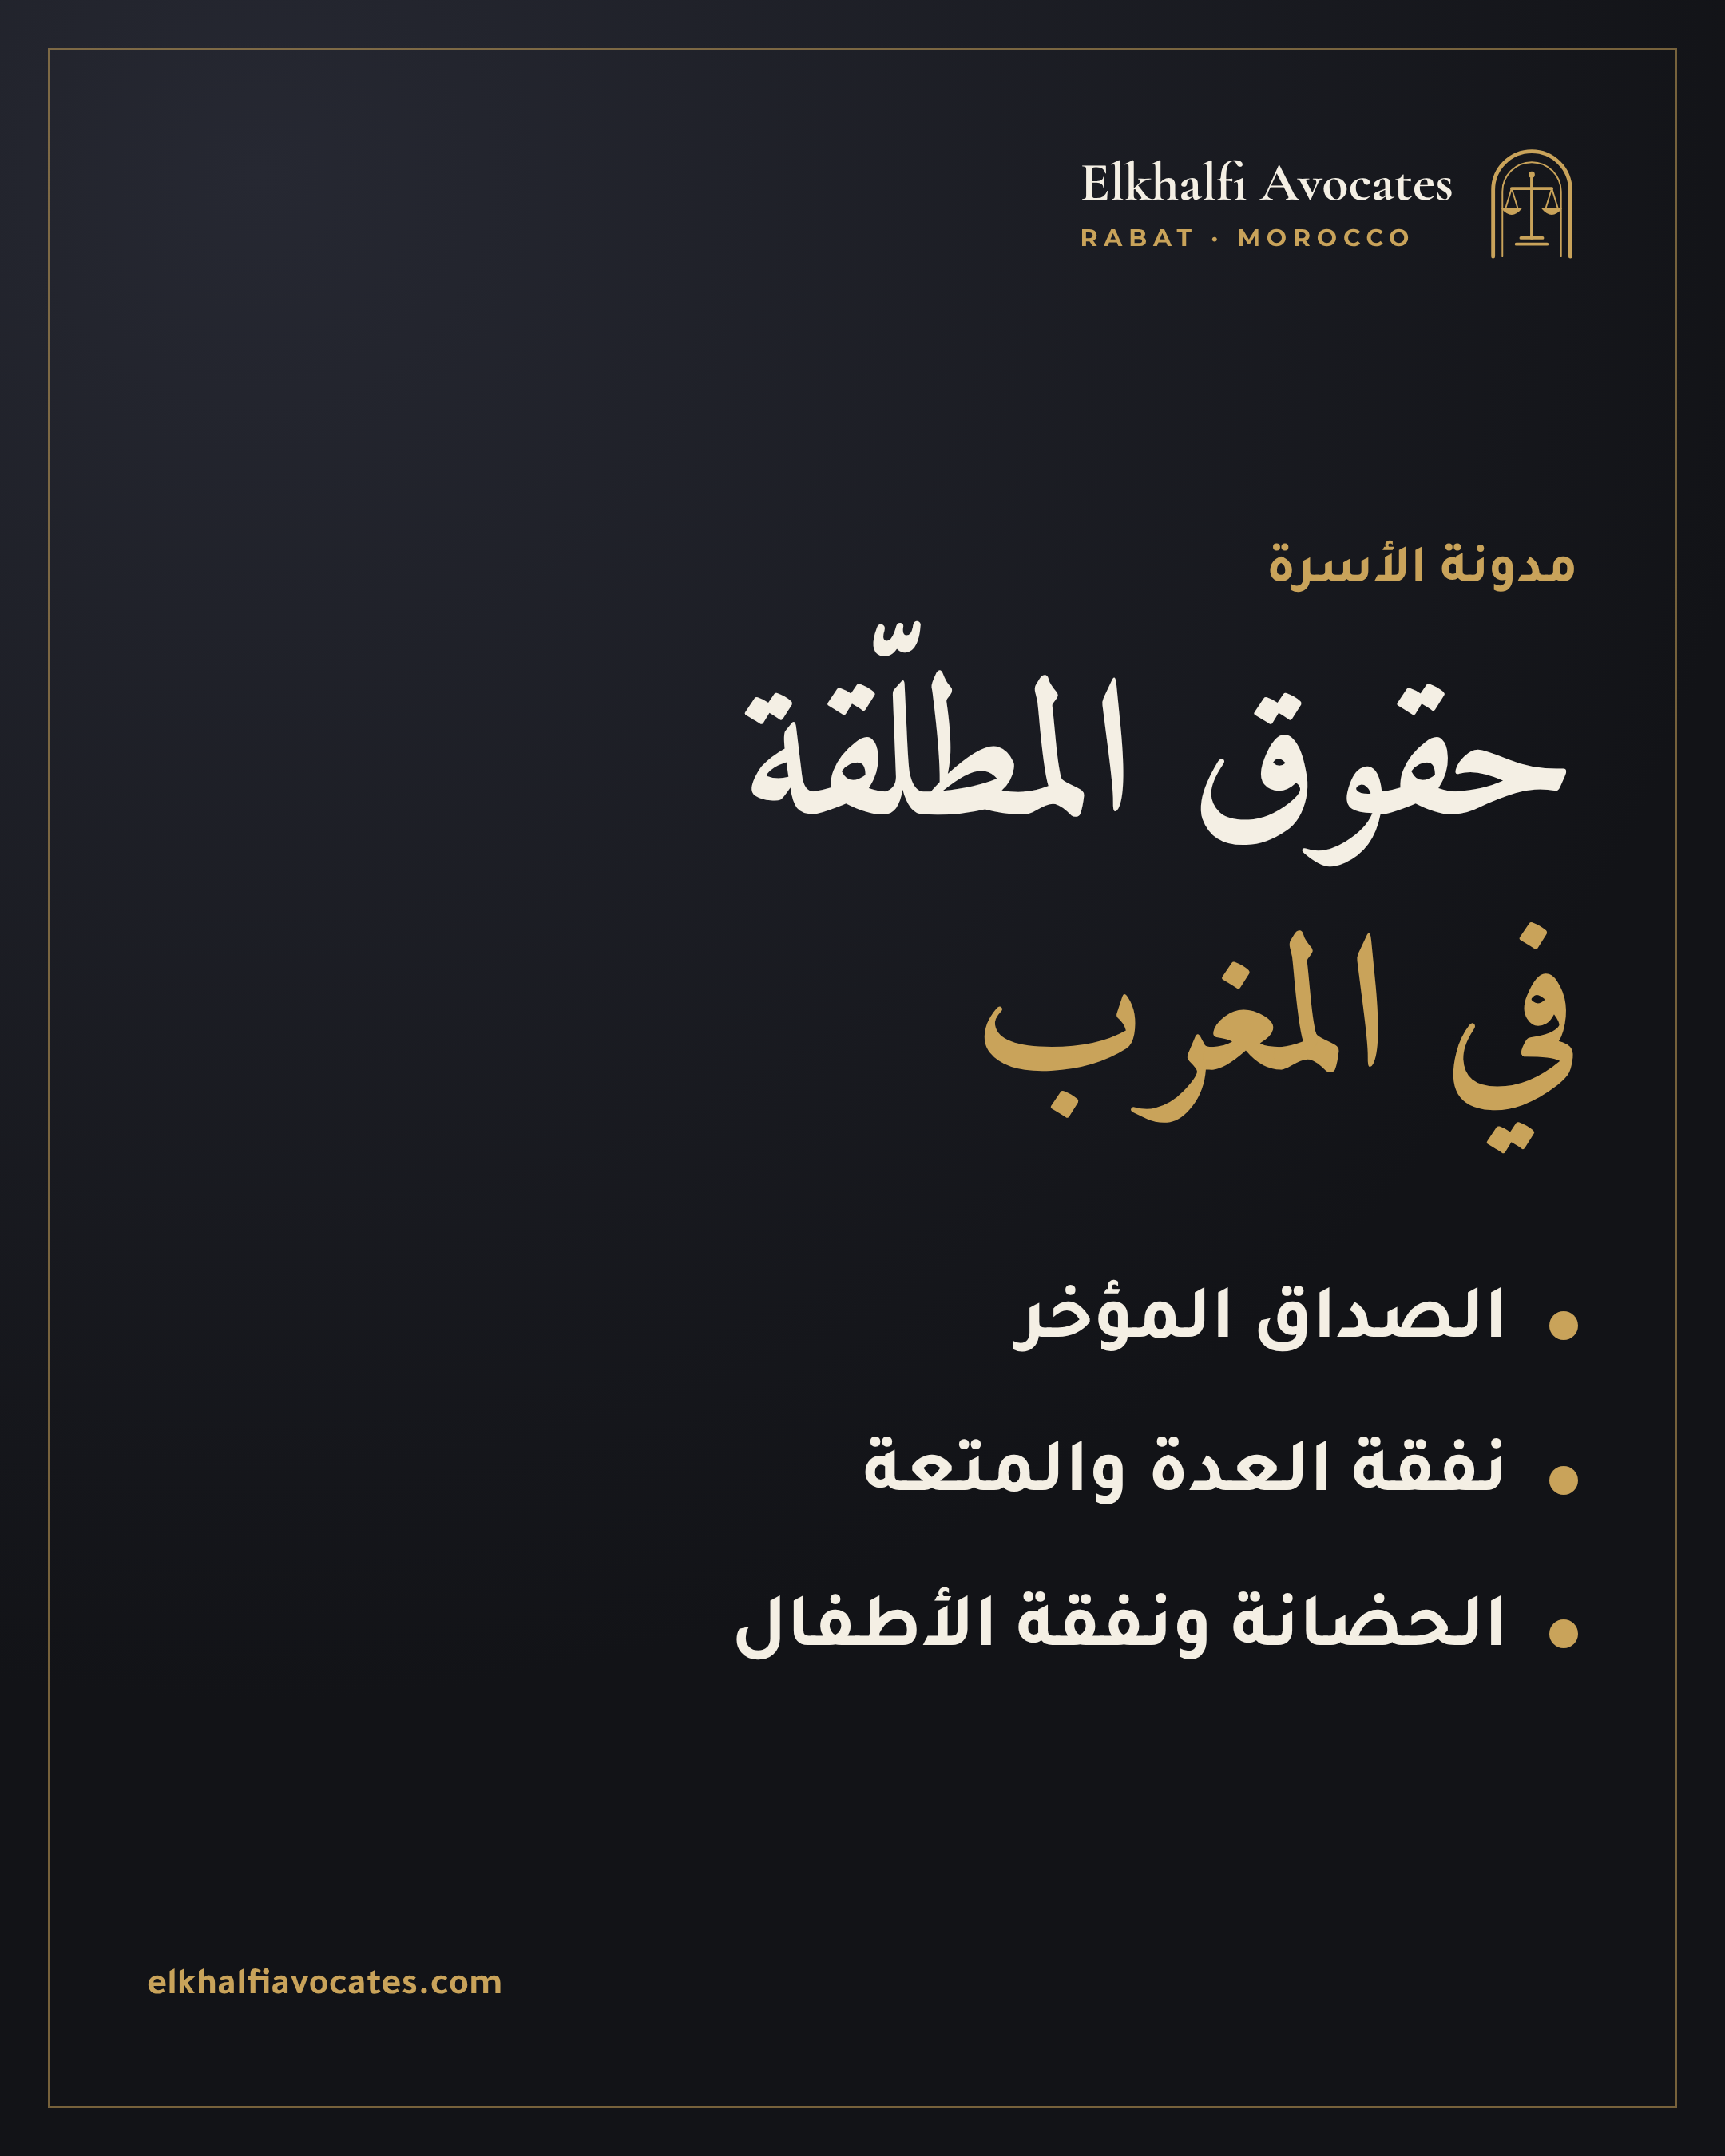 Elkhalfi Avocates
RABAT · MOROCCO
مدونة الأسرة
حقوق المطلّقة
في المغرب
الصداق المؤخر
نفقة العدة والمتعة
الحضانة ونفقة الأطفال
elkhalfiavocates.com